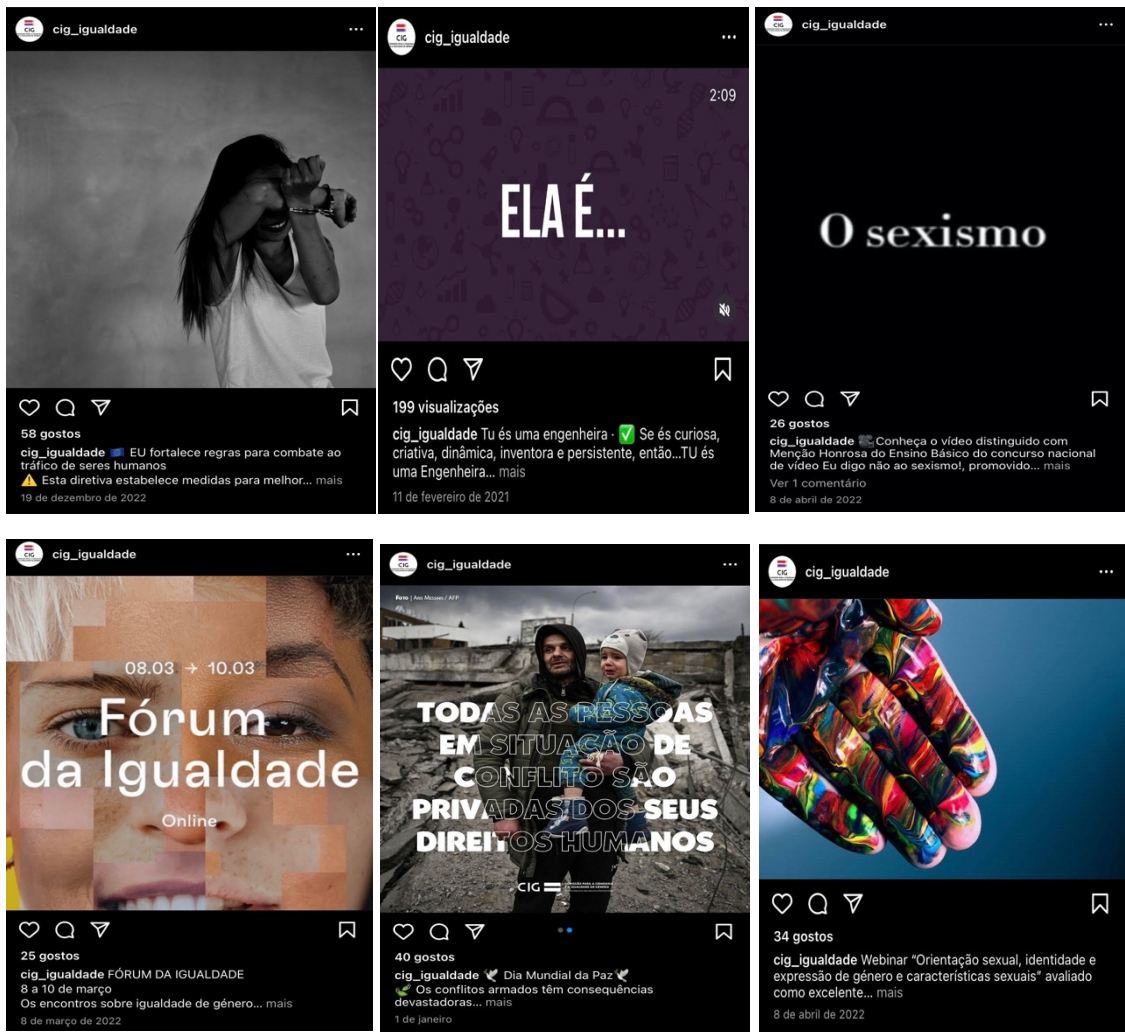 cig_igualdade
58 gostos
cig_igualdade 🇪🇺 EU fortalece regras para combate ao
tráfico de seres humanos
⚠️ Esta diretiva estabelece medidas para melhor... mais
19 de dezembro de 2022
cig_igualdade
2:09
ELA É...
199 visualizações
cig_igualdade Tu és uma engenheira · ✅ Se és curiosa,
criativa, dinâmica, inventora e persistente, então...TU és
uma Engenheira... mais
11 de fevereiro de 2021
cig_igualdade
O sexismo
26 gostos
cig_igualdade 🎥Conheça o vídeo distinguido com
Menção Honrosa do Ensino Básico do concurso nacional
de vídeo Eu digo não ao sexismo!, promovido... mais
Ver 1 comentário
8 de abril de 2022
cig_igualdade
08.03 → 10.03
Fórum
da Igualdade
Online
25 gostos
cig_igualdade FÓRUM DA IGUALDADE
8 a 10 de março
Os encontros sobre igualdade de género... mais
8 de março de 2022
cig_igualdade
TODAS AS PESSOAS
EM SITUAÇÃO DE
CONFLITO SÃO
PRIVADAS DOS SEUS
DIREITOS HUMANOS
CIG
40 gostos
cig_igualdade 🕊️ Dia Mundial da Paz🕊️
🌿 Os conflitos armados têm consequências
devastadoras... mais
1 de janeiro
cig_igualdade
34 gostos
cig_igualdade Webinar “Orientação sexual, identidade e
expressão de género e características sexuais” avaliado
como excelente... mais
8 de abril de 2022